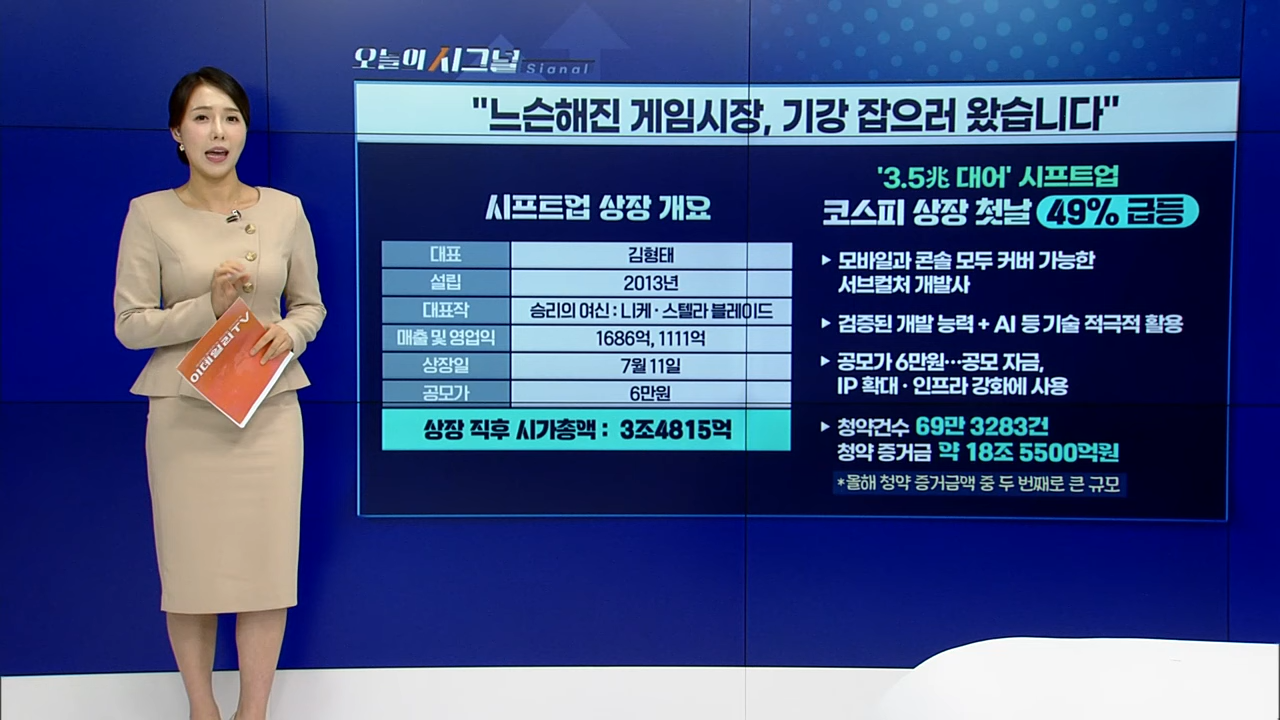 오늘의 시그널
Signal
"느슨해진 게임시장, 기강 잡으러 왔습니다"
시프트업 상장 개요
대표 김형태
설립 2013년
대표작 승리의 여신 : 니케 · 스텔라 블레이드
매출 및 영업익 1686억, 1111억
상장일 7월 11일
공모가 6만원
상장 직후 시가총액 : 3조4815억
'3.5兆 대어' 시프트업
코스피 상장 첫날 49% 급등
▶ 모바일과 콘솔 모두 커버 가능한
서브컬처 개발사
▶ 검증된 개발 능력 + AI 등 기술 적극적 활용
▶ 공모가 6만원…공모 자금,
IP 확대 · 인프라 강화에 사용
▶ 청약건수 69만 3283건
청약 증거금 약 18조 5500억원
*올해 청약 증거금액 중 두 번째로 큰 규모
이데일리TV